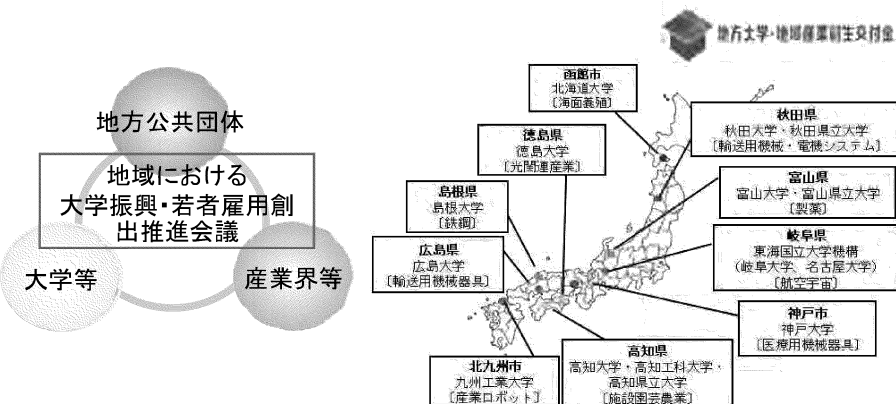 地方公共団体
地域における
大学振興・若者雇用創
出推進会議
大学等
産業界等
地方大学・地域産業創生交付金
函館市
北海道大学
〔海面養殖〕
徳島県
徳島大学
〔光関連産業〕
島根県
島根大学
〔鉄鋼〕
広島県
広島大学
〔輸送用機械器具〕
秋田県
秋田大学・秋田県立大学
〔輸送用機械・電機システム〕
富山県
富山大学・富山県立大学
〔製薬〕
岐阜県
東海国立大学機構
（岐阜大学、名古屋大学）
〔航空宇宙〕
神戸市
神戸大学
〔医療用機械器具〕
北九州市
九州工業大学
〔産業ロボット〕
高知県
高知大学・高知工科大学・
高知県立大学
〔施設園芸農業〕